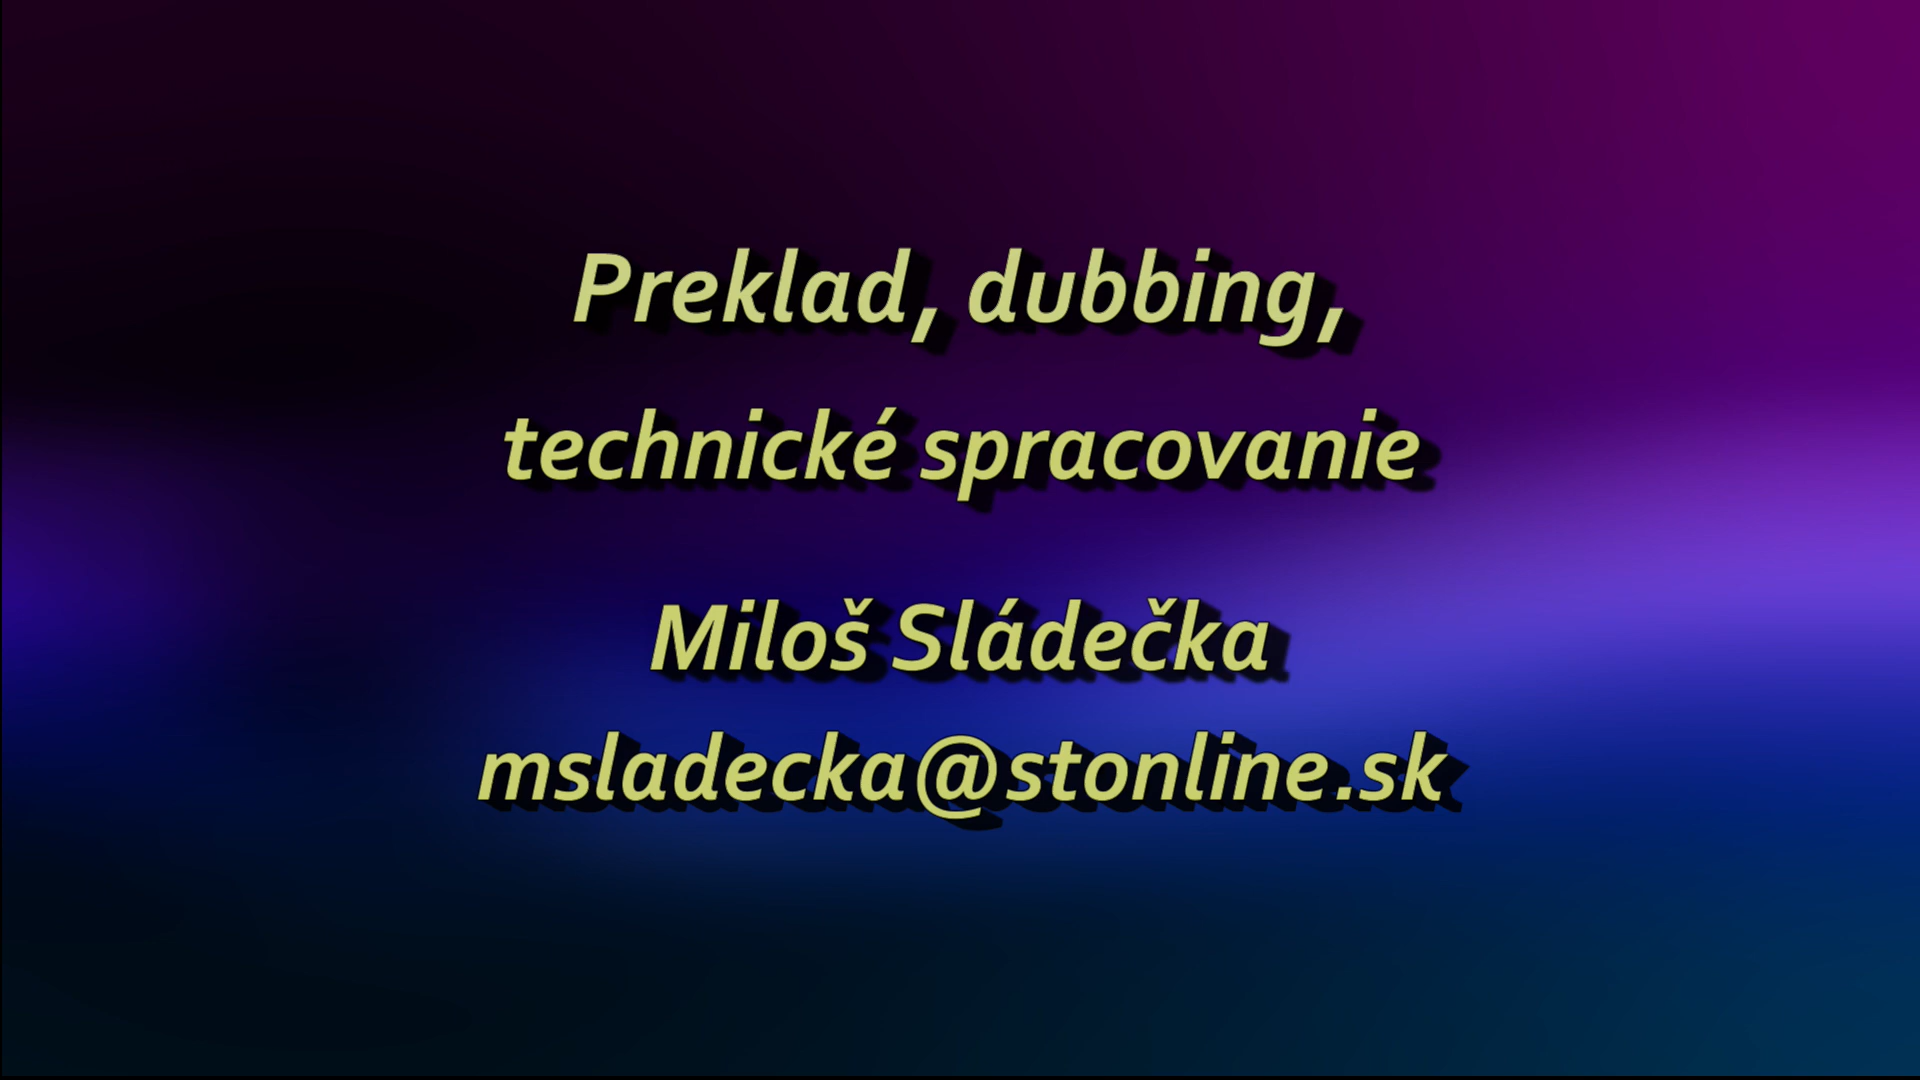 Preklad, dubbing,
technické spracovanie
Miloš Sládečka
msladecka@stonline.sk